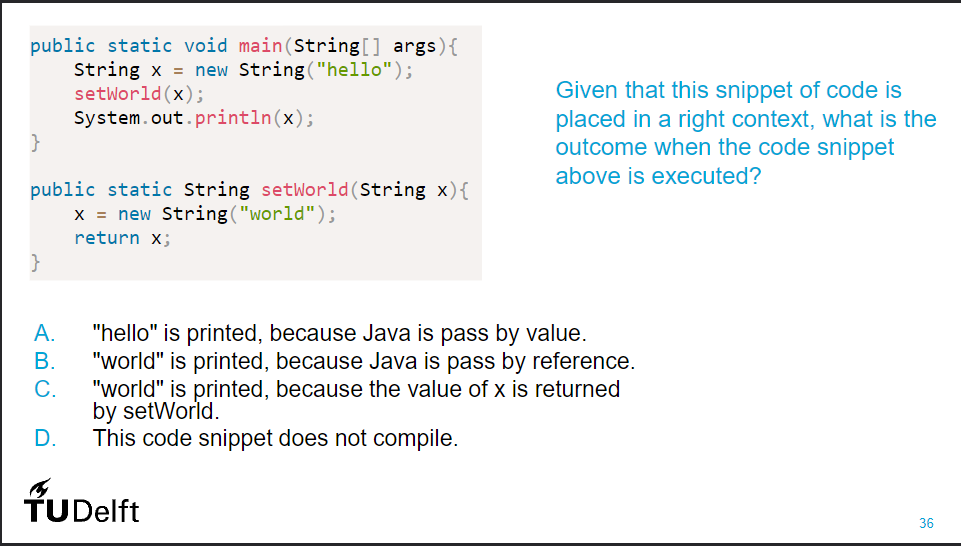 public static void main(String[] args){
    String x = new String("hello");
    setWorld(x);
    System.out.println(x);
}
public static String setWorld(String x){
    x = new String("world");
    return x;
}
Given that this snippet of code is
placed in a right context, what is the
outcome when the code snippet
above is executed?
A. "hello" is printed, because Java is pass by value.
B. "world" is printed, because Java is pass by reference.
C. "world" is printed, because the value of x is returned
by setWorld.
D. This code snippet does not compile.
TUDelft
36